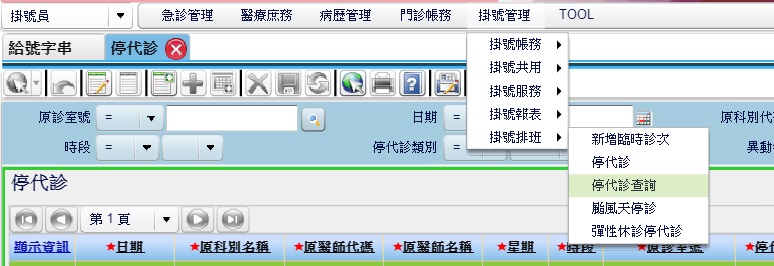 掛號員 急診管理 醫療庶務 病歷管理 門診帳務 掛號管理 TOOL
給號字串 停代診
掛號帳務
掛號共用
掛號服務
掛號報表
掛號排班
原診室號 = 日期 = 原科別代
時段 = 停代診類別 = 異動
新增臨時診次
停代診
停代診查詢
颱風天停診
彈性休診停代診
停代診
第 1 頁
顯示資訊 ★日期 ★原科別名稱 ★原醫師代碼 ★原醫師名稱 ★星期 ★時段 ★原診室號 ★停